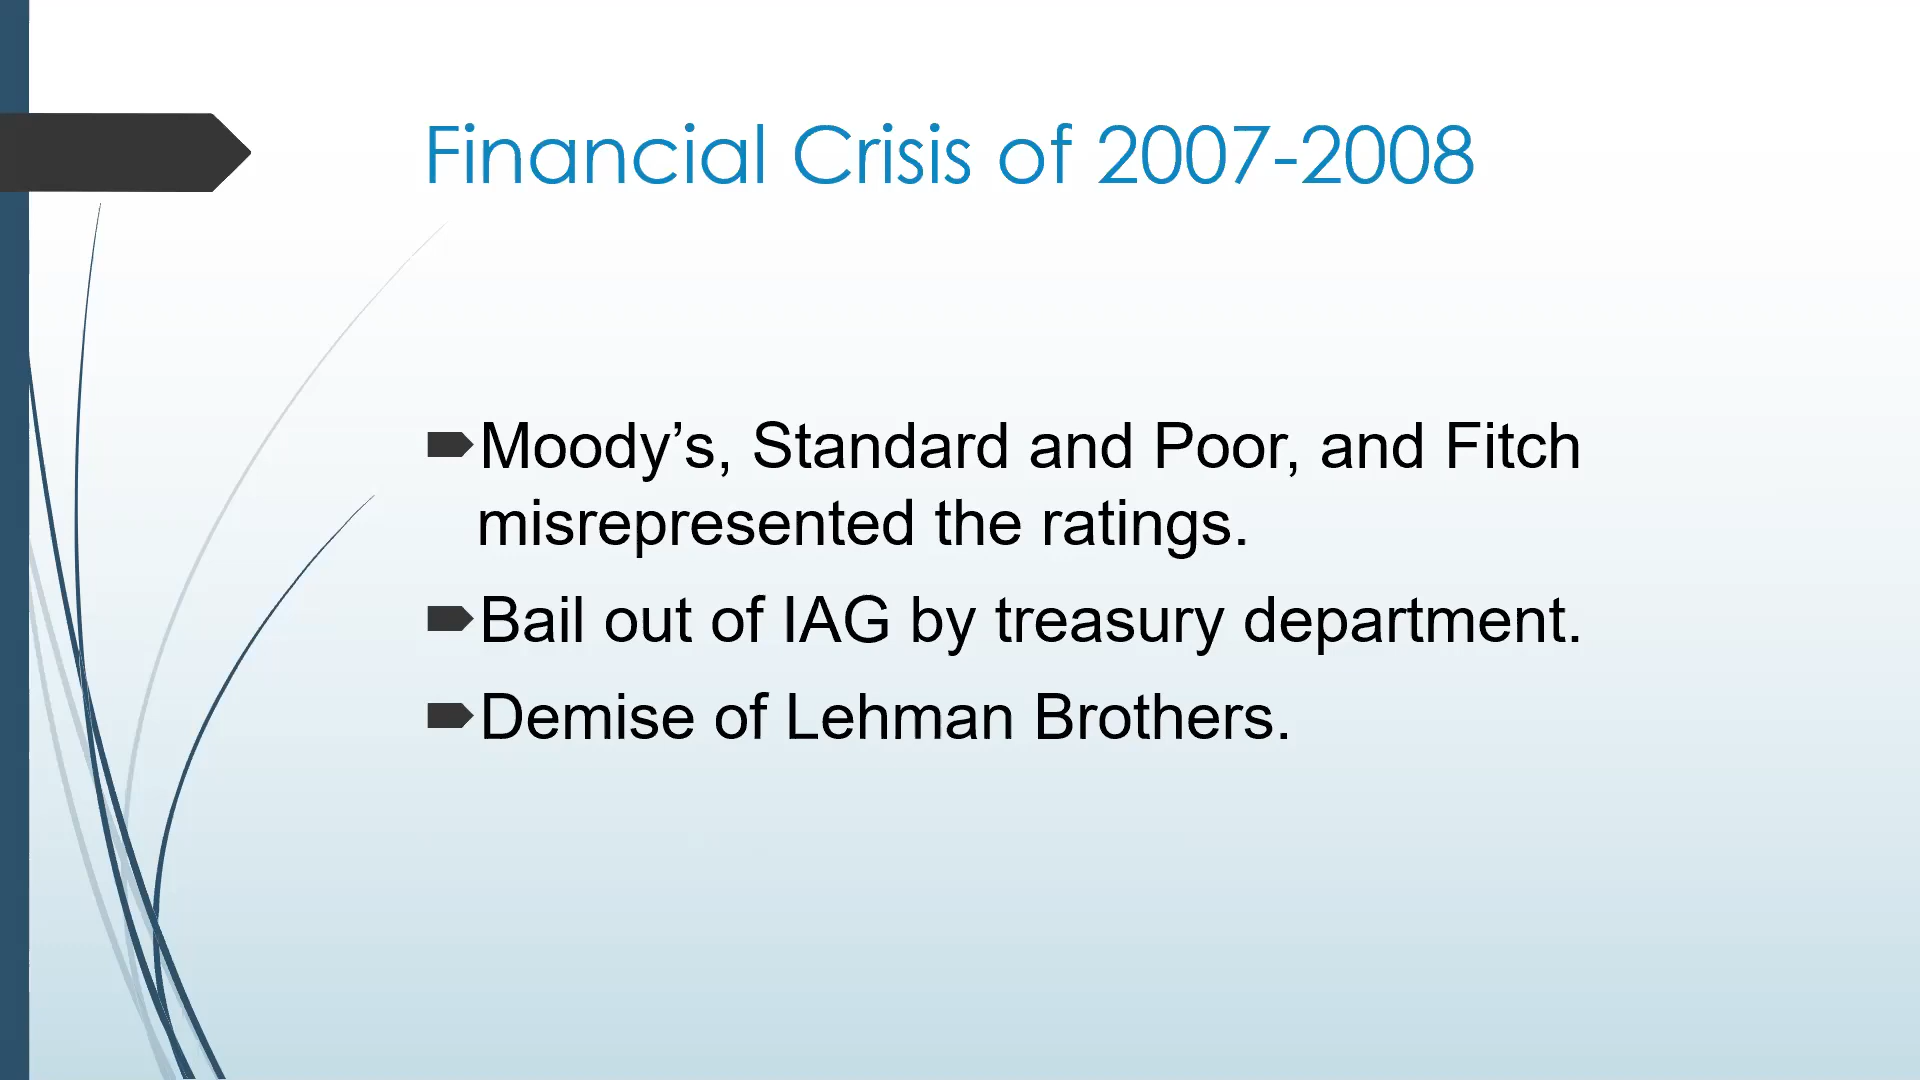 Financial Crisis of 2007-2008
Moody’s, Standard and Poor, and Fitch
misrepresented the ratings.
Bail out of IAG by treasury department.
Demise of Lehman Brothers.